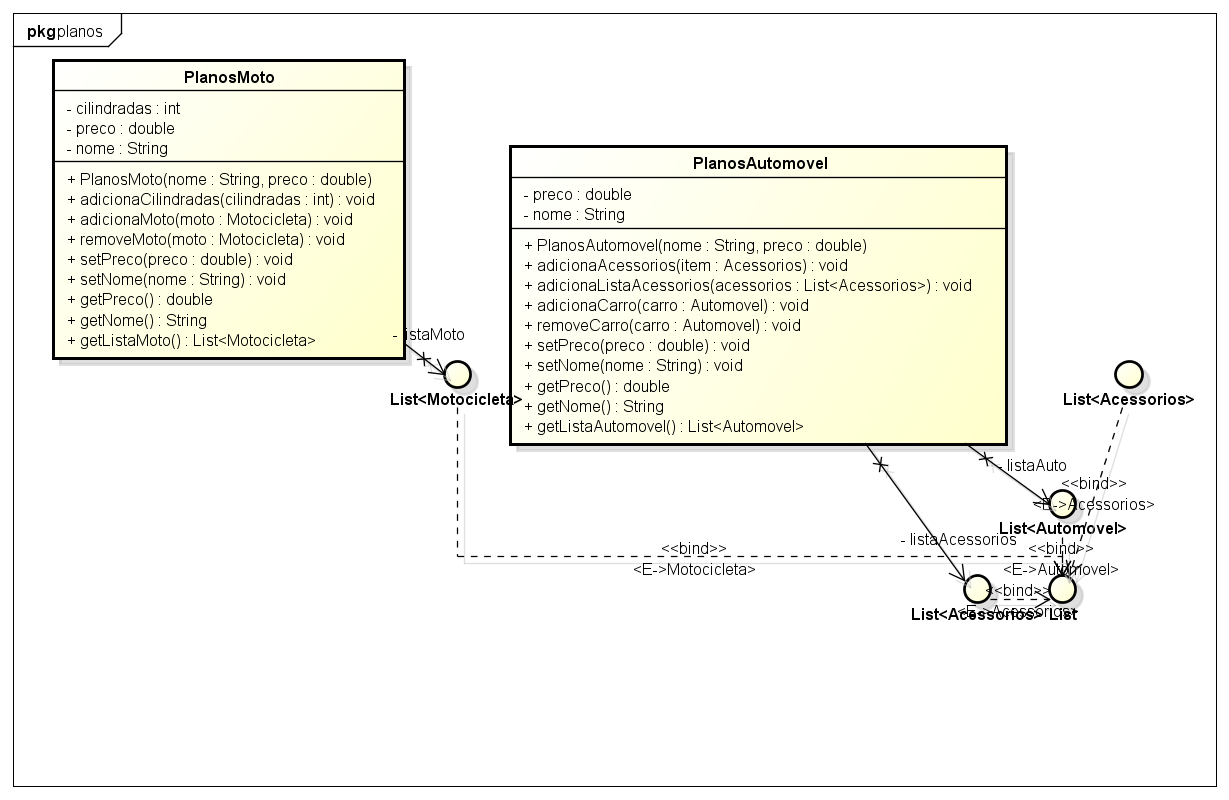 pkg planos
PlanosMoto
- cilindradas : int
- preco : double
- nome : String
+ PlanosMoto(nome : String, preco : double)
+ adicionaCilindradas(cilindradas : int) : void
+ adicionaMoto(moto : Motocicleta) : void
+ removeMoto(moto : Motocicleta) : void
+ setPreco(preco : double) : void
+ setNome(nome : String) : void
+ getPreco() : double
+ getNome() : String
+ getListaMoto() : List<Motocicleta>
PlanosAutomovel
- preco : double
- nome : String
+ PlanosAutomovel(nome : String, preco : double)
+ adicionaAcessorios(item : Acessorios) : void
+ adicionaListaAcessorios(acessorios : List<Acessorios>) : void
+ adicionaCarro(carro : Automovel) : void
+ removeCarro(carro : Automovel) : void
+ setPreco(preco : double) : void
+ setNome(nome : String) : void
+ getPreco() : double
+ getNome() : String
+ getListaAutomovel() : List<Automovel>
- listaMoto
List<Motocicleta>
List<Acessorios>
- listaAuto
<<bind>>
<E->Acessorios>
List<Automovel>
- listaAcessorios
<<bind>>
<<bind>>
<E->Motocicleta>
<E->Automovel>
<<bind>>
<E->Acessorios>
List<Acessorios>
List